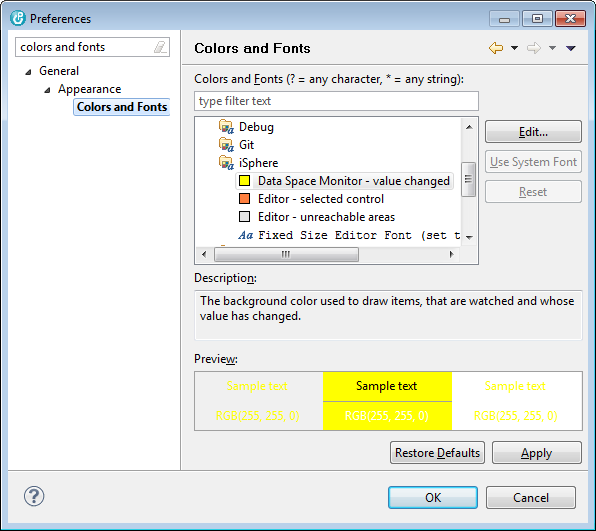 Preferences
colors and fonts
General
Appearance
Colors and Fonts
Colors and Fonts
Colors and Fonts (? = any character, * = any string):
type filter text
Debug
Git
iSphere
Data Space Monitor - value changed
Editor - selected control
Editor - unreachable areas
Aa Fixed Size Editor Font (set t
Edit...
Use System Font
Reset
Description:
The background color used to draw items, that are watched and whose
value has changed.
Preview:
Sample text Sample text Sample text
RGB(255, 255, 0) RGB(255, 255, 0) RGB(255, 255, 0)
Restore Defaults Apply
? OK Cancel